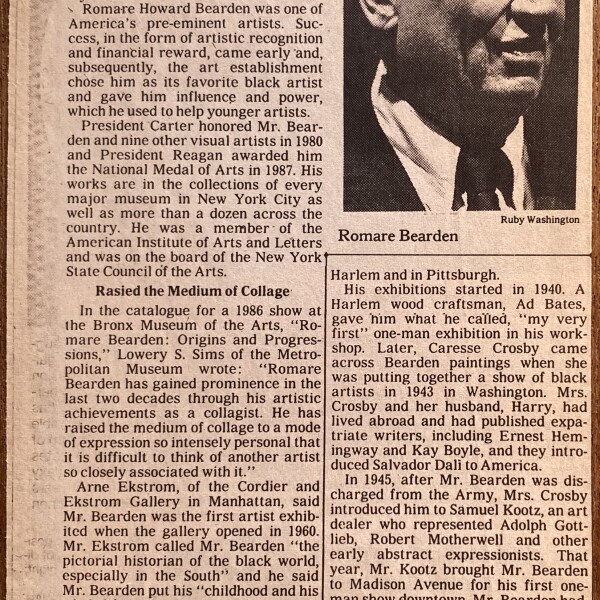 Romare Howard Bearden was one of
America's pre-eminent artists. Suc-
cess, in the form of artistic recognition
and financial reward, came early and,
subsequently, the art establishment
chose him as its favorite black artist
and gave him influence and power,
which he used to help younger artists.
President Carter honored Mr. Bear-
den and nine other visual artists in 1980
and President Reagan awarded him
the National Medal of Arts in 1987. His
works are in the collections of every
major museum in New York City as
well as more than a dozen across the
country. He was a member of the
American Institute of Arts and Letters
and was on the board of the New York
State Council of the Arts.
Rasied the Medium of Collage
In the catalogue for a 1986 show at
the Bronx Museum of the Arts, "Ro-
mare Bearden: Origins and Progres-
sions," Lowery S. Sims of the Metro-
politan Museum wrote: "Romare
Bearden has gained prominence in the
last two decades through his artistic
achievements as a collagist. He has
raised the medium of collage to a mode
of expression so intensely personal that
it is difficult to think of another artist
so closely associated with it."
Arne Ekstrom, of the Cordier and
Ekstrom Gallery in Manhattan, said
Mr. Bearden was the first artist exhib-
ited when the gallery opened in 1960.
Mr. Ekstrom called Mr. Bearden "the
pictorial historian of the black world,
especially in the South" and he said
Mr. Bearden put his "childhood and his
Ruby Washington
Romare Bearden
Harlem and in Pittsburgh.
His exhibitions started in 1940. A
Harlem wood craftsman, Ad Bates,
gave him what he called, "my very
first" one-man exhibition in his work-
shop. Later, Caresse Crosby came
across Bearden paintings when she
was putting together a show of black
artists in 1943 in Washington. Mrs.
Crosby and her husband, Harry, had
lived abroad and had published expa-
triate writers, including Ernest Hem-
ingway and Kay Boyle, and they intro-
duced Salvador Dali to America.
In 1945, after Mr. Bearden was dis-
charged from the Army, Mrs. Crosby
introduced him to Samuel Kootz, an art
dealer who represented Adolph Gott-
lieb, Robert Motherwell and other
early abstract expressionists. That
year, Mr. Kootz brought Mr. Bearden
to Madison Avenue for his first one-
man show downtown. Mr. Bearden had